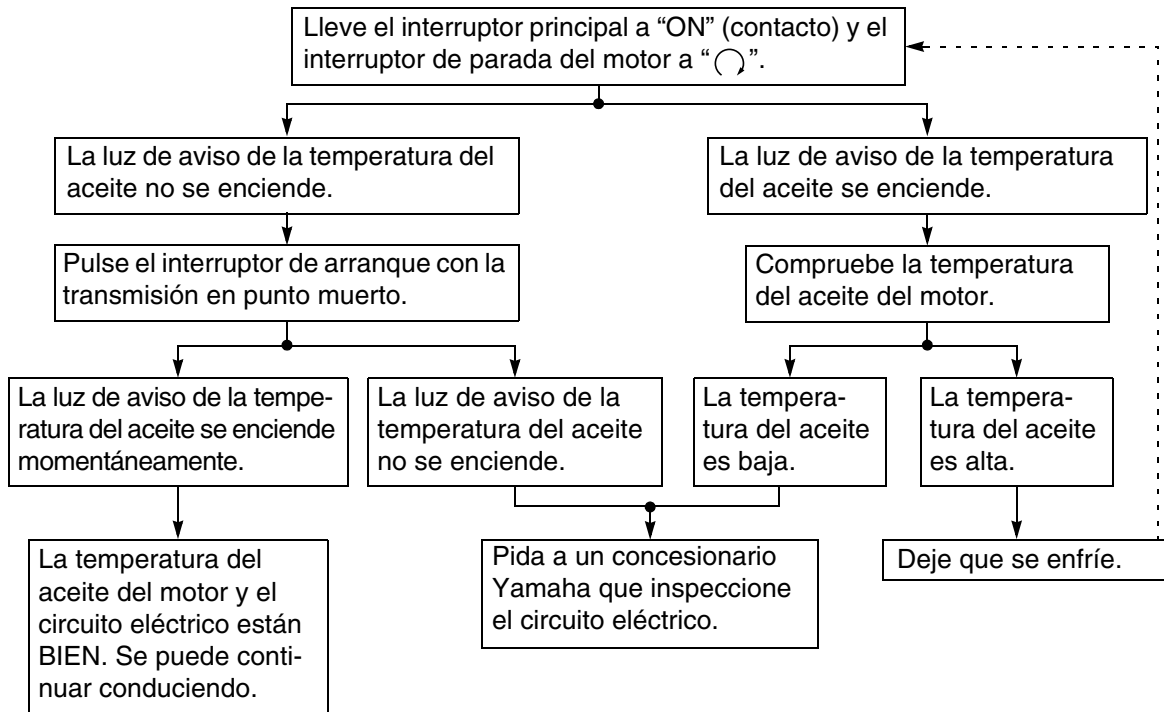 Lleve el interruptor principal a “ON” (contacto) y el
interruptor de parada del motor a “ ”.
La luz de aviso de la temperatura del
aceite no se enciende.
La luz de aviso de la temperatura
del aceite se enciende.
Pulse el interruptor de arranque con la
transmisión en punto muerto.
Compruebe la temperatura
del aceite del motor.
La luz de aviso de la tempe-
ratura del aceite se enciende
momentáneamente.
La luz de aviso de la
temperatura del aceite
no se enciende.
La tempera-
tura del aceite
es baja.
La tempera-
tura del aceite
es alta.
La temperatura del
aceite del motor y el
circuito eléctrico están
BIEN. Se puede conti-
nuar conduciendo.
Pida a un concesionario
Yamaha que inspeccione
el circuito eléctrico.
Deje que se enfríe.